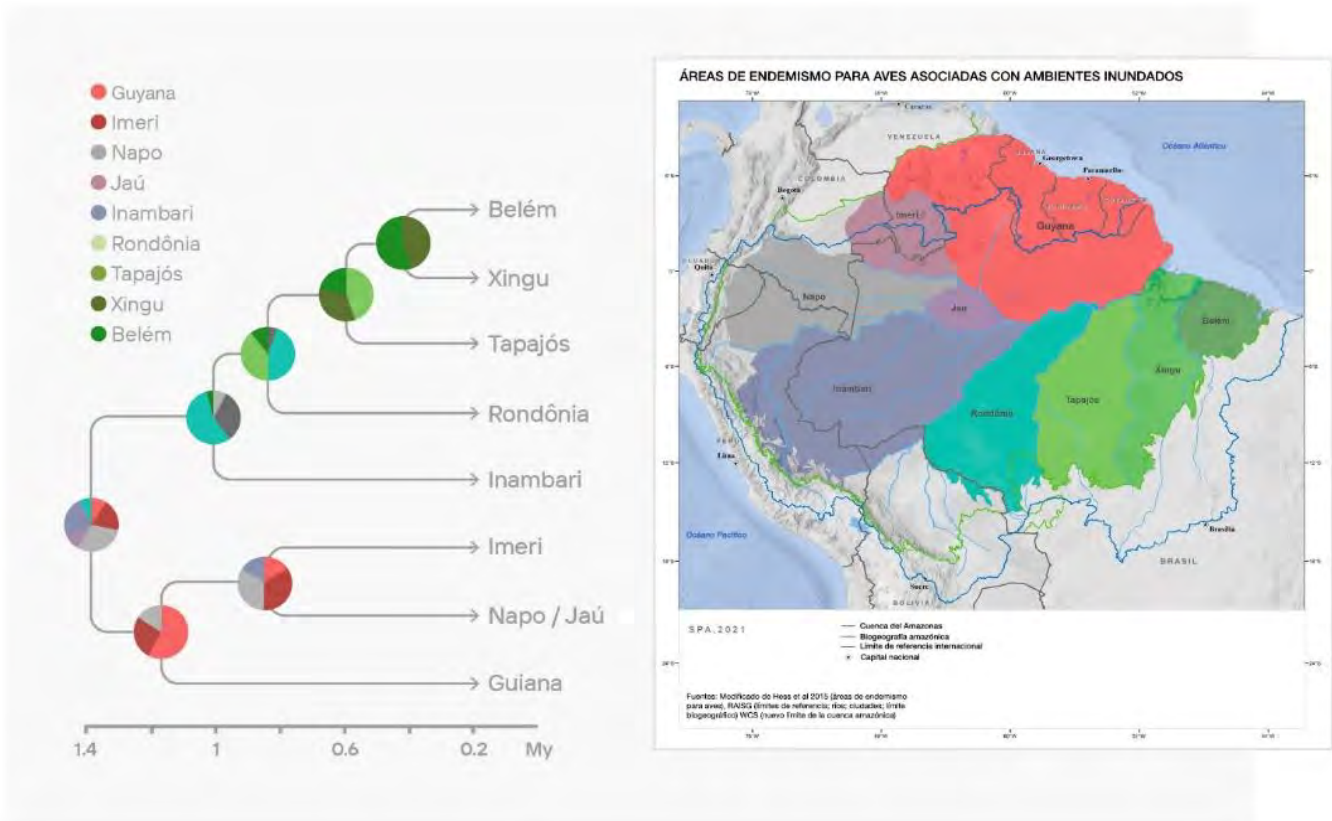 Guyana
Imeri
Napo
Jaú
Inambari
Rondônia
Tapajós
Xingu
Belém
Belém
Xingu
Tapajós
Rondônia
Inambari
Imeri
Napo / Jaú
Guiana
1.4
1
0.6
0.2
My
ÁREAS DE ENDEMISMO PARA AVES ASOCIADAS CON AMBIENTES INUNDADOS
Caracas
VENEZUELA
Océano Atlántico
Georgetown
Paramaribo
COLOMBIA
Bogotá
Imeri
Guyana
Quito
Napo
Jau
Belém
Xingu
Inambari
Tapajós
Rondônia
PERÚ
Lima
Océano Pacífico
Brasilia
BRASIL
Sucre
BOLIVIA
SPA.2021
Cuenca del Amazonas
Biogeografía amazónica
Límite de referencia internacional
Capital nacional
Fuentes: Modificado de Hess et al 2015 (áreas de endemismo
para aves), RAISG (límites de referencia; ríos; ciudades; límite
biogeográfico) WCS (nuevo límite de la cuenca amazónica)